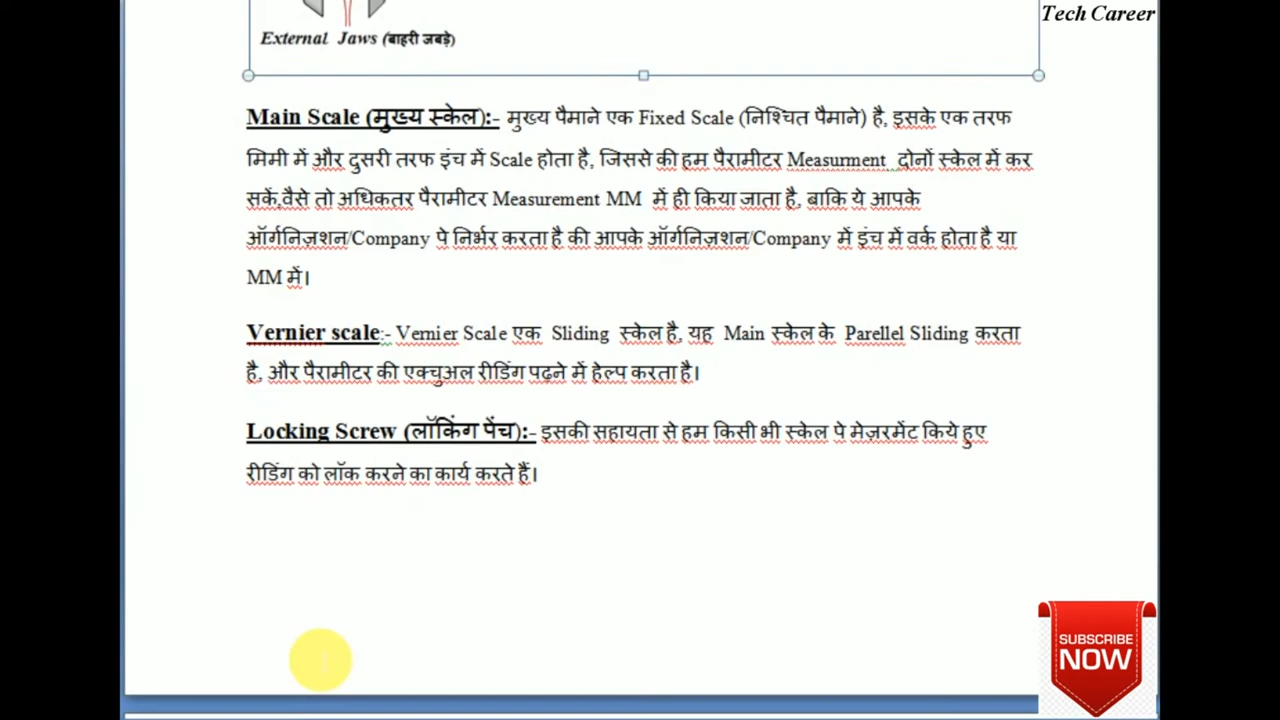 Tech Career
External Jaws (बाहरी जबड़े)
Main Scale (मुख्य स्केल):- मुख्य पैमाने एक Fixed Scale (निश्चित पैमाने) है, इसके एक तरफ
मिमी में और दुसरी तरफ इंच में Scale होता है, जिससे की हम पैरामीटर Measurment दोनों स्केल में कर
सकें,वैसे तो अधिकतर पैरामीटर Measurement MM में ही किया जाता है, बाकि ये आपके
ऑर्गनिज़शन/Company पे निर्भर करता है की आपके ऑर्गनिज़शन/Company में इंच में वर्क होता है या
MM में।
Vernier scale:- Vernier Scale एक Sliding स्केल है, यह Main स्केल के Parellel Sliding करता
है, और पैरामीटर की एक्चुअल रीडिंग पढ़ने में हेल्प करता है।
Locking Screw (लॉकिंग पेंच):- इसकी सहायता से हम किसी भी स्केल पे मेज़रमेंट किये हुए
रीडिंग को लॉक करने का कार्य करते हैं।
SUBSCRIBE
NOW